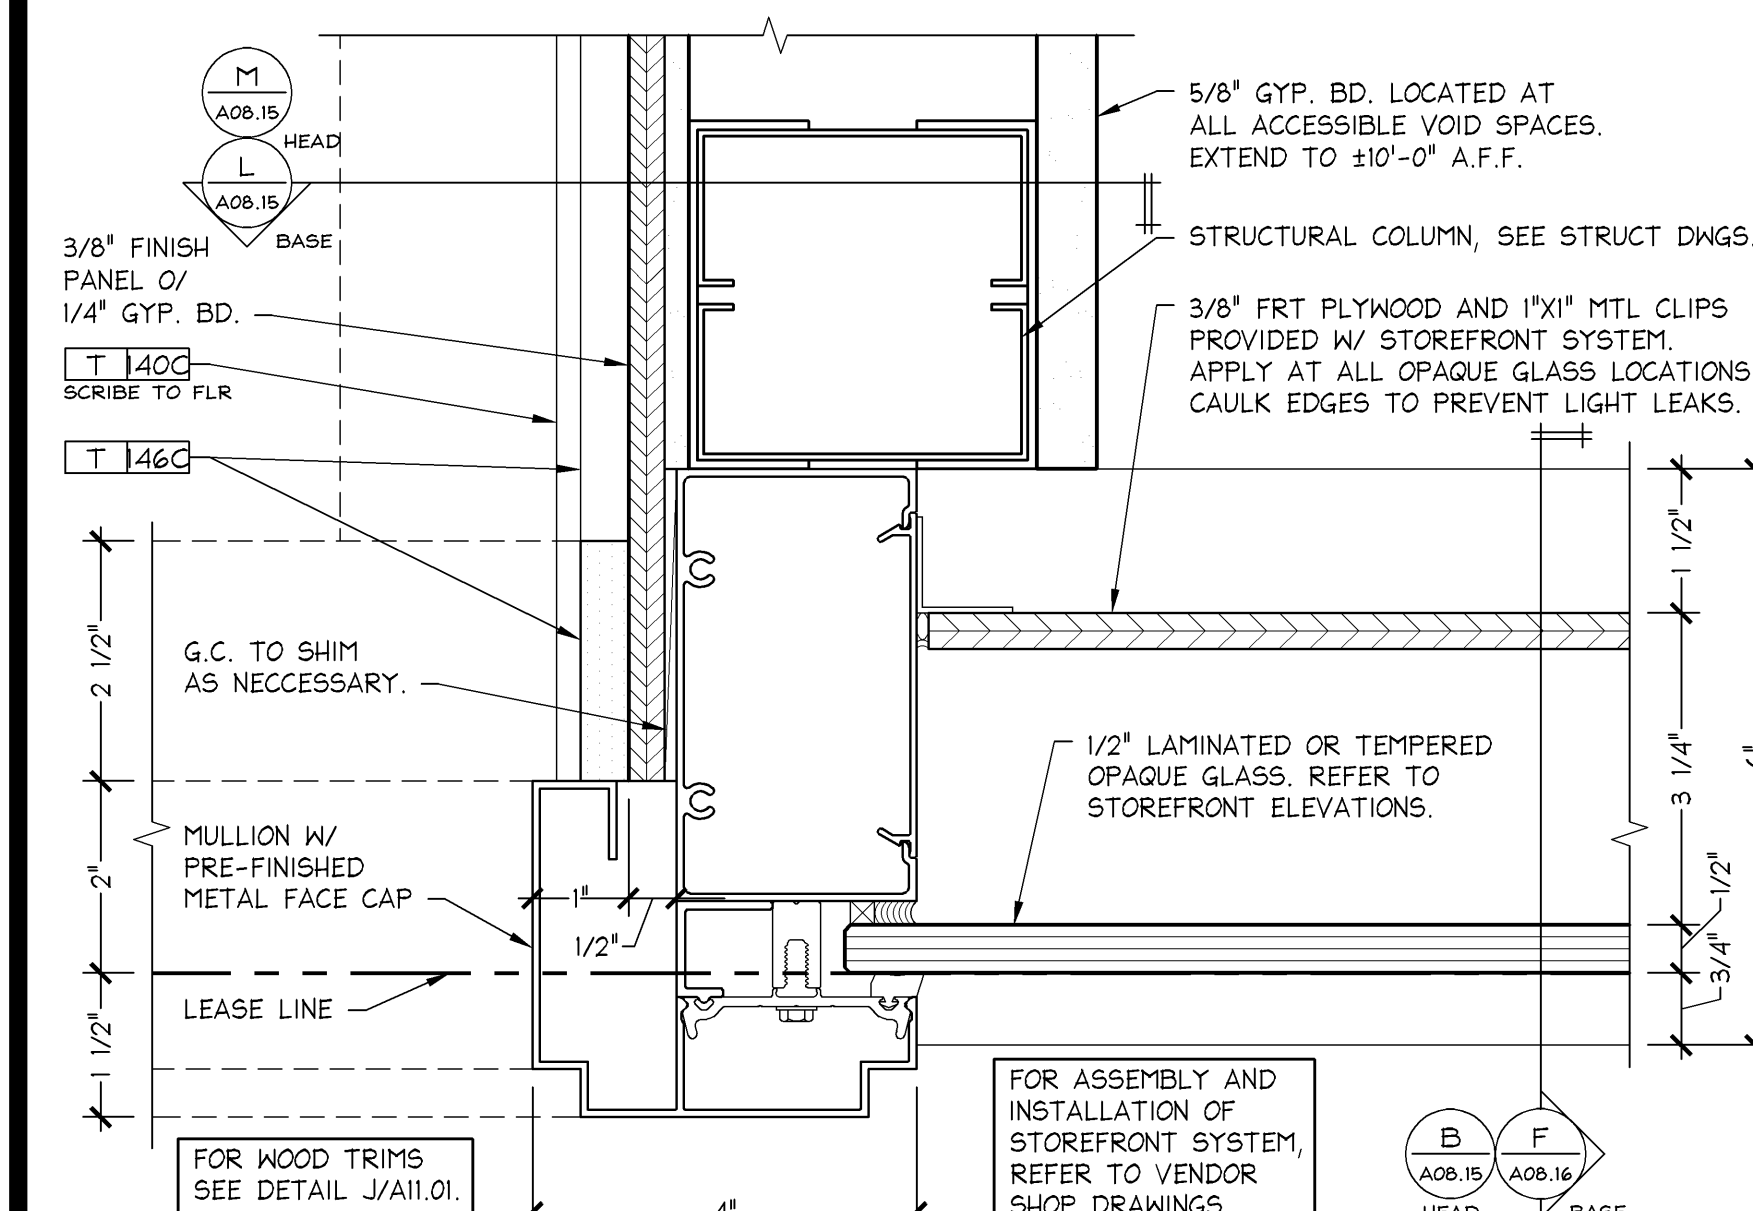 M
A08.15
HEAD
L
A08.15
BASE
3/8" FINISH
PANEL O/
1/4" GYP. BD.
T 140C
SCRIBE TO FLR
T 146C
5/8" GYP. BD. LOCATED AT
ALL ACCESSIBLE VOID SPACES.
EXTEND TO ±10'-0" A.F.F.
STRUCTURAL COLUMN, SEE STRUCT DWGS.
3/8" FRT PLYWOOD AND 1"X1" MTL CLIPS
PROVIDED W/ STOREFRONT SYSTEM.
APPLY AT ALL OPAQUE GLASS LOCATIONS
CAULK EDGES TO PREVENT LIGHT LEAKS.
2 1/2"
2"
1 1/2"
G.C. TO SHIM
AS NECCESSARY.
MULLION W/
PRE-FINISHED
METAL FACE CAP
1"
1/2"
LEASE LINE
1/2" LAMINATED OR TEMPERED
OPAQUE GLASS. REFER TO
STOREFRONT ELEVATIONS.
1 1/2"
3 1/4"
1/2"
3/4"
FOR WOOD TRIMS
SEE DETAIL J/A11.01.
4"
FOR ASSEMBLY AND
INSTALLATION OF
STOREFRONT SYSTEM,
REFER TO VENDOR
SHOP DRAWINGS
B
A08.15
HEAD
F
A08.16
BASE